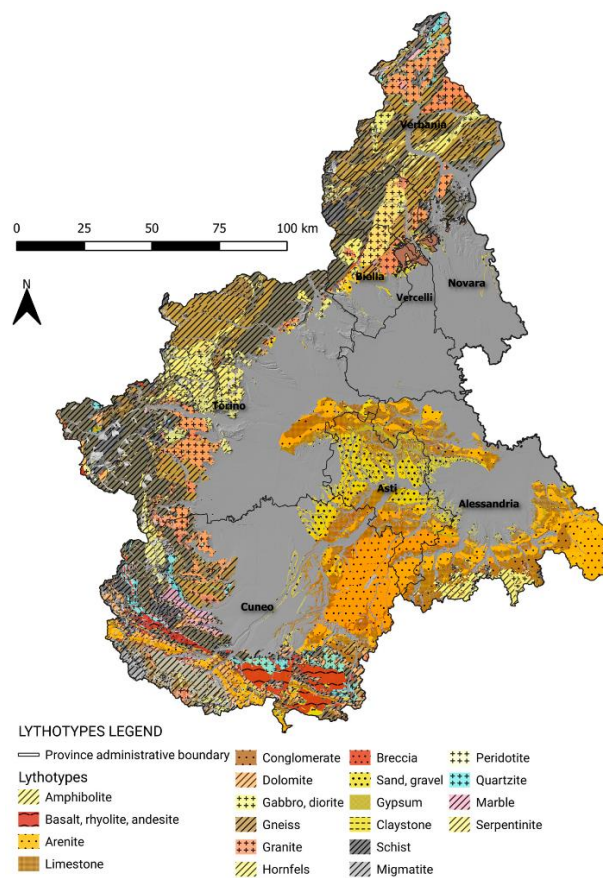 Verbania
0 25 50 75 100 km
N
Biella
Novara
Vercelli
Torino
Asti
Alessandria
Cuneo
LYTHOTYPES LEGEND
Province administrative boundary
Lythotypes
Amphibolite
Basalt, rhyolite, andesite
Arenite
Limestone
Conglomerate
Dolomite
Gabbro, diorite
Gneiss
Granite
Hornfels
Breccia
Sand, gravel
Gypsum
Claystone
Schist
Migmatite
Peridotite
Quartzite
Marble
Serpentinite